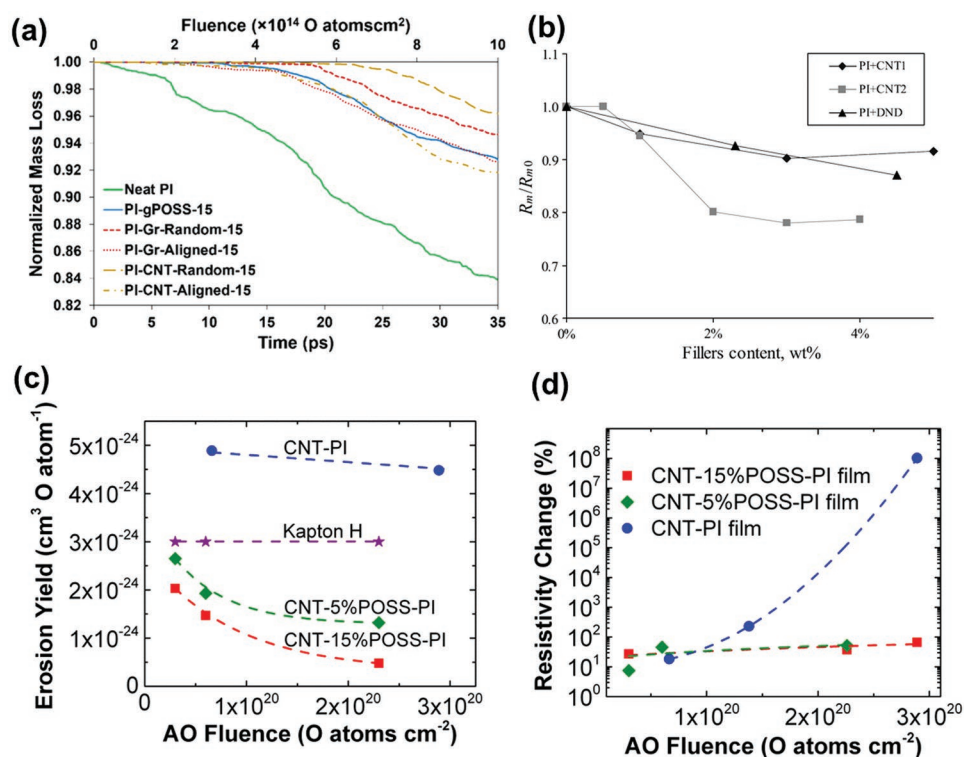 (a)
Fluence (×10¹⁴ O atomscm²)
0 2 4 6 8 10
Normalized Mass Loss
1.00
0.98
0.96
0.94
0.92
0.90
0.88
0.86
0.84
0.82
Neat PI
PI-gPOSS-15
PI-Gr-Random-15
PI-Gr-Aligned-15
PI-CNT-Random-15
PI-CNT-Aligned-15
0 5 10 15 20 25 30 35
Time (ps)
(b)
Rm/Rm0
1.0
0.9
0.8
0.7
0.6
PI+CNT1
PI+CNT2
PI+DND
0% 2% 4%
Fillers content, wt%
(c)
Erosion Yield (cm³ O atom⁻¹)
5x10⁻²⁴
4x10⁻²⁴
3x10⁻²⁴
2x10⁻²⁴
1x10⁻²⁴
0
CNT-PI
Kapton H
CNT-5%POSS-PI
CNT-15%POSS-PI
0 1x10²⁰ 2x10²⁰ 3x10²⁰
AO Fluence (O atoms cm⁻²)
(d)
Resistivity Change (%)
10⁸
10⁷
10⁶
10⁵
10⁴
10³
10²
10¹
10⁰
CNT-15%POSS-PI film
CNT-5%POSS-PI film
CNT-PI film
1x10²⁰ 2x10²⁰ 3x10²⁰
AO Fluence (O atoms cm⁻²)